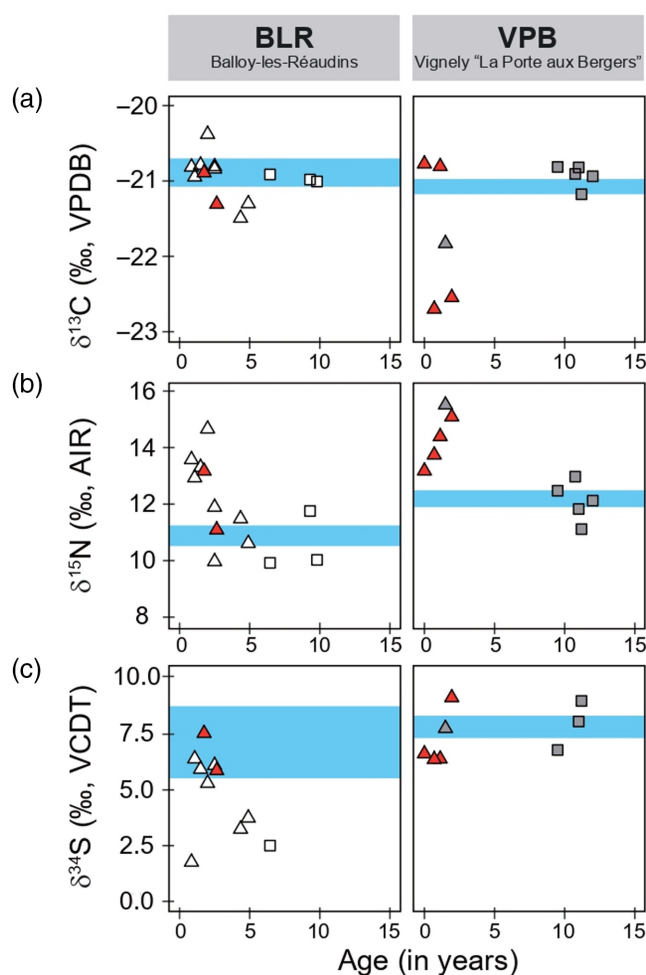 BLR
Balloy-les-Réaudins
VPB
Vignely “La Porte aux Bergers”
(a)
δ¹³C (‰, VPDB)
−20
−21
−22
−23
0 5 10 15
0 5 10 15
(b)
δ¹⁵N (‰, AIR)
16
14
12
10
8
0 5 10 15
0 5 10 15
(c)
δ³⁴S (‰, VCDT)
10.0
7.5
5.0
2.5
0.0
0 5 10 15
0 5 10 15
Age (in years)